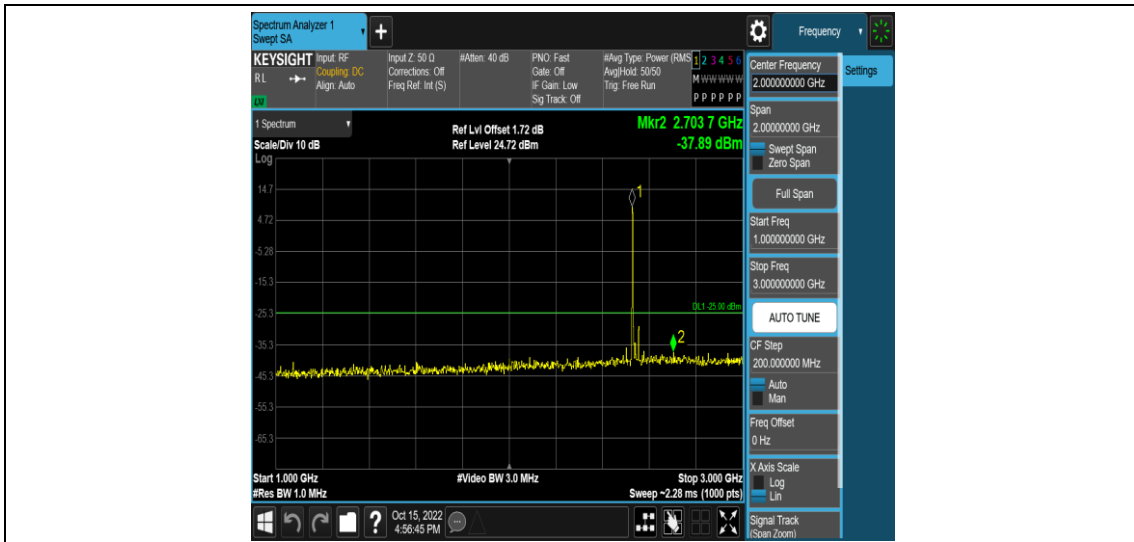 Spectrum Analyzer 1
Swept SA
+
Frequency
KEYSIGHT
RL
LNI
Input: RF
Coupling: DC
Align: Auto
Input Z: 50 Ω
Corrections: Off
Freq Ref: Int (S)
#Atten: 40 dB
PNO: Fast
Gate: Off
IF Gain: Low
Sig Track: Off
#Avg Type: Power (RMS
Avg|Hold: 50/50
Trig: Free Run
1 2 3 4 5 6
M W W W W W
P P P P P P
Center Frequency
2.000000000 GHz
Settings
Span
2.00000000 GHz
Swept Span
Zero Span
Full Span
Start Freq
1.000000000 GHz
Stop Freq
3.000000000 GHz
AUTO TUNE
CF Step
200.000000 MHz
Auto
Man
Freq Offset
0 Hz
X Axis Scale
Log
Lin
Signal Track
(Span Zoom)
1 Spectrum
Scale/Div 10 dB
Log
Ref Lvl Offset 1.72 dB
Ref Level 24.72 dBm
Mkr2 2.703 7 GHz
-37.89 dBm
1
14.7
4.72
-5.28
-15.3
DL1 -25.00 dBm
-25.3
2
-35.3
-45.3
-55.3
-65.3
Start 1.000 GHz
#Res BW 1.0 MHz
#Video BW 3.0 MHz
Stop 3.000 GHz
Sweep ~2.28 ms (1000 pts)
?
Oct 15, 2022
4:56:45 PM